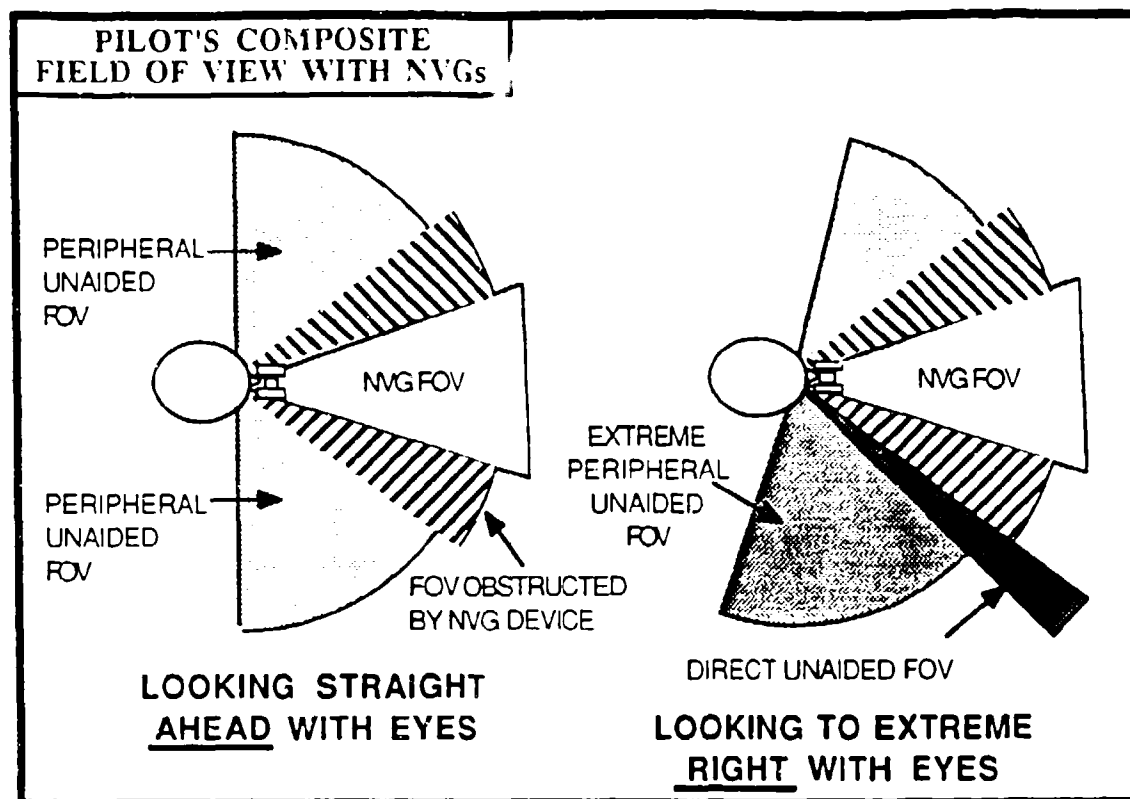 PILOT'S COMPOSITE
FIELD OF VIEW WITH NVGs
PERIPHERAL
UNAIDED
FOV
NVG FOV
PERIPHERAL
UNAIDED
FOV
FOV OBSTRUCTED
BY NVG DEVICE
LOOKING STRAIGHT
AHEAD WITH EYES
NVG FOV
EXTREME
PERIPHERAL
UNAIDED
FOV
DIRECT UNAIDED FOV
LOOKING TO EXTREME
RIGHT WITH EYES